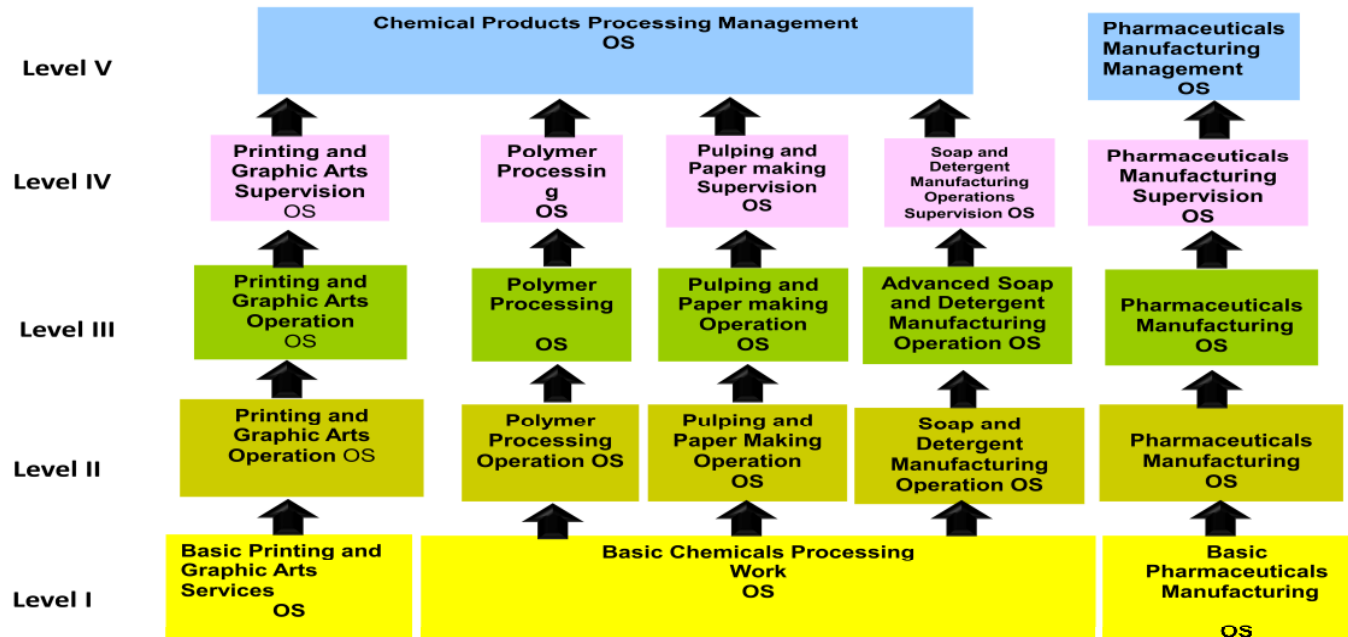 Chemical Products Processing Management
OS
Pharmaceuticals
Manufacturing
Management
OS
Level V
Printing and
Graphic Arts
Supervision
OS
Polymer
Processin
g
OS
Pulping and
Paper making
Supervision
OS
Soap and
Detergent
Manufacturing
Operations
Supervision OS
Pharmaceuticals
Manufacturing
Supervision
OS
Level IV
Printing and
Graphic Arts
Operation
OS
Polymer
Processing
OS
Pulping and
Paper making
Operation
OS
Advanced Soap
and Detergent
Manufacturing
Operation OS
Pharmaceuticals
Manufacturing
OS
Level III
Printing and
Graphic Arts
Operation OS
Polymer
Processing
Operation OS
Pulping and
Paper Making
Operation
OS
Soap and
Detergent
Manufacturing
Operation OS
Pharmaceuticals
Manufacturing
OS
Level II
Basic Printing and
Graphic Arts
Services
OS
Basic Chemicals Processing
Work
OS
Basic
Pharmaceuticals
Manufacturing
OS
Level I